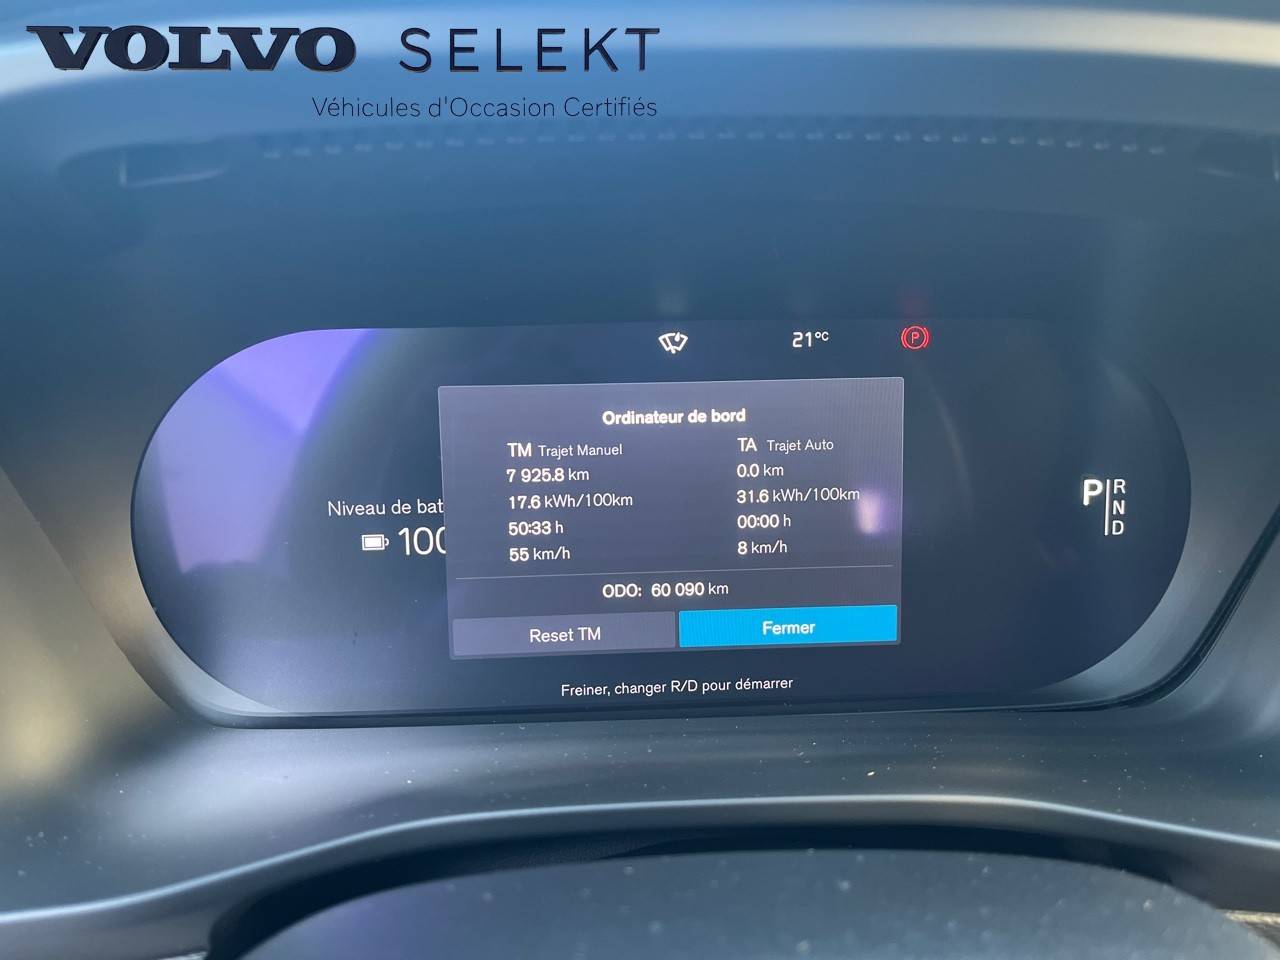 VOLVO SELEKT
Véhicules d'Occasion Certifiés
21°C
P
Ordinateur de bord
TM Trajet Manuel
7 925.8 km
17.6 kWh/100km
50:33 h
55 km/h
TA Trajet Auto
0.0 km
31.6 kWh/100km
00:00 h
8 km/h
ODO: 60 090 km
Reset TM
Fermer
Niveau de bat
100
P
R
N
D
Freiner, changer R/D pour démarrer